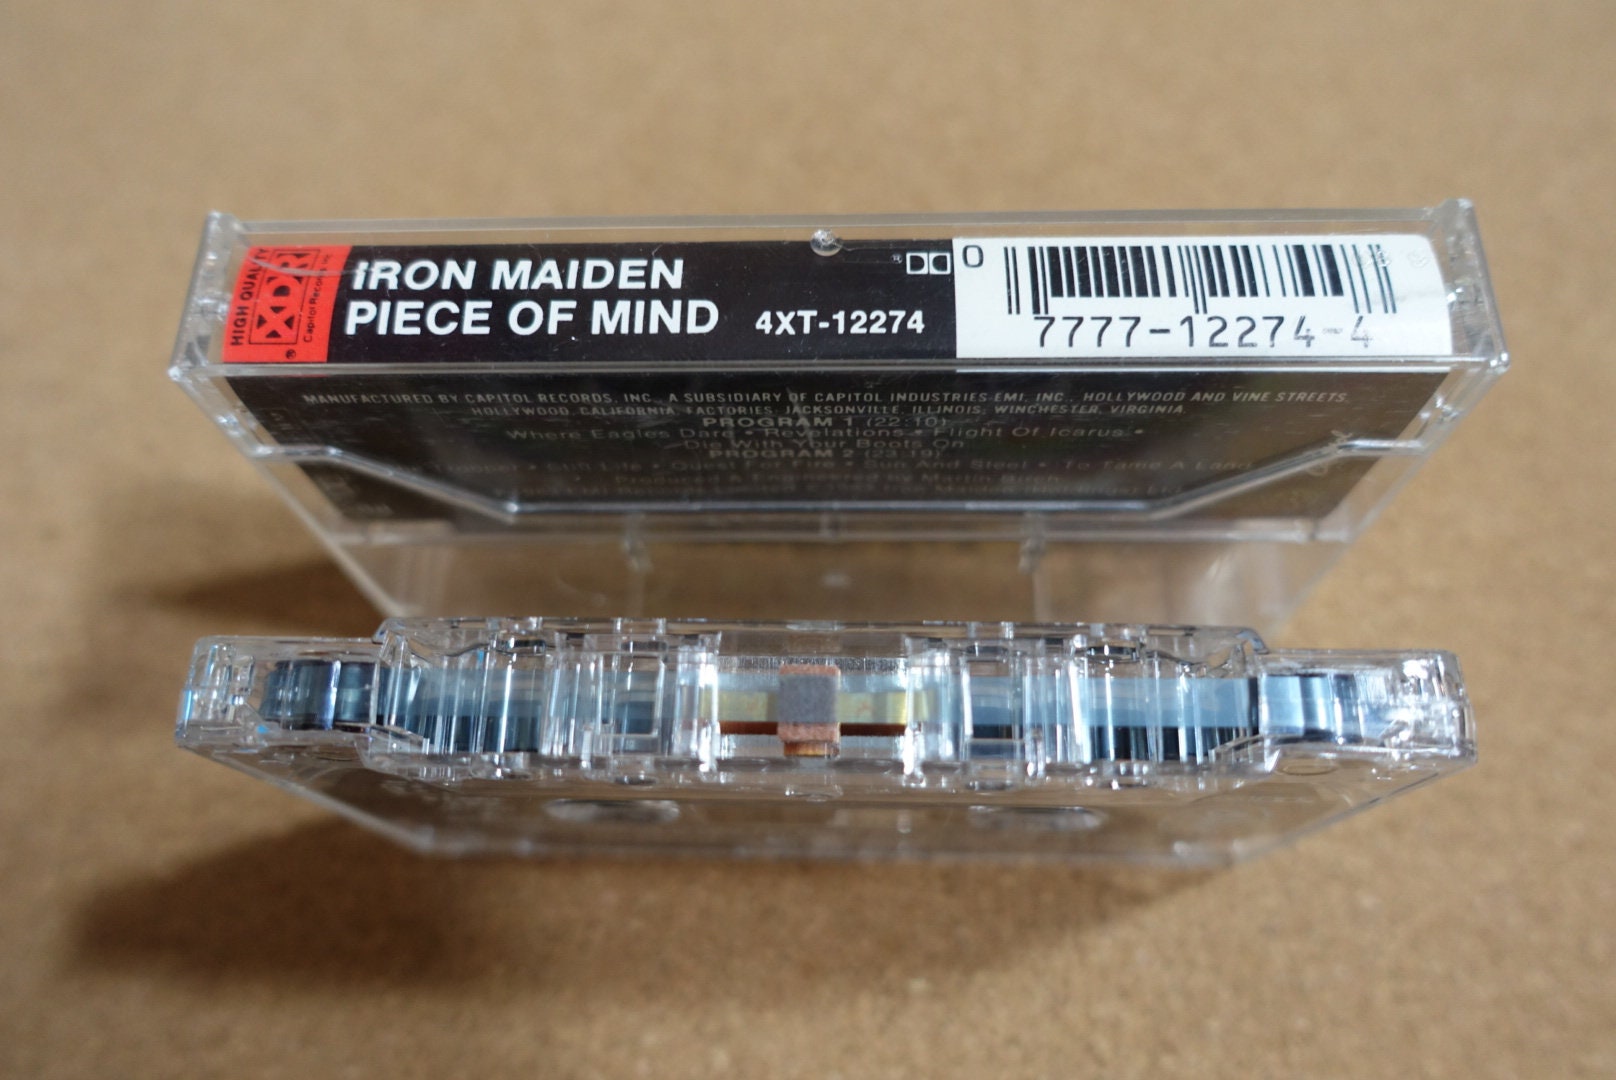 HIGH QUALITY
XDR
®
Capitol Records, Inc.
IRON MAIDEN
PIECE OF MIND
4XT-12274
0
7777-12274 4
MANUFACTURED BY CAPITOL RECORDS, INC., A SUBSIDIARY OF CAPITOL INDUSTRIES-EMI, INC., HOLLYWOOD AND VINE STREETS,
HOLLYWOOD, CALIFORNIA. FACTORIES: JACKSONVILLE, ILLINOIS, WINCHESTER, VIRGINIA.
PROGRAM 1 (22:10)
Where Eagles Dare • Revelations • Flight Of Icarus •
Die With Your Boots On
PROGRAM 2 (23:19)
Trooper • Still Life • Quest For Fire • Sun And Steel • To Tame A Land
Produced & Engineered by Martin Birch